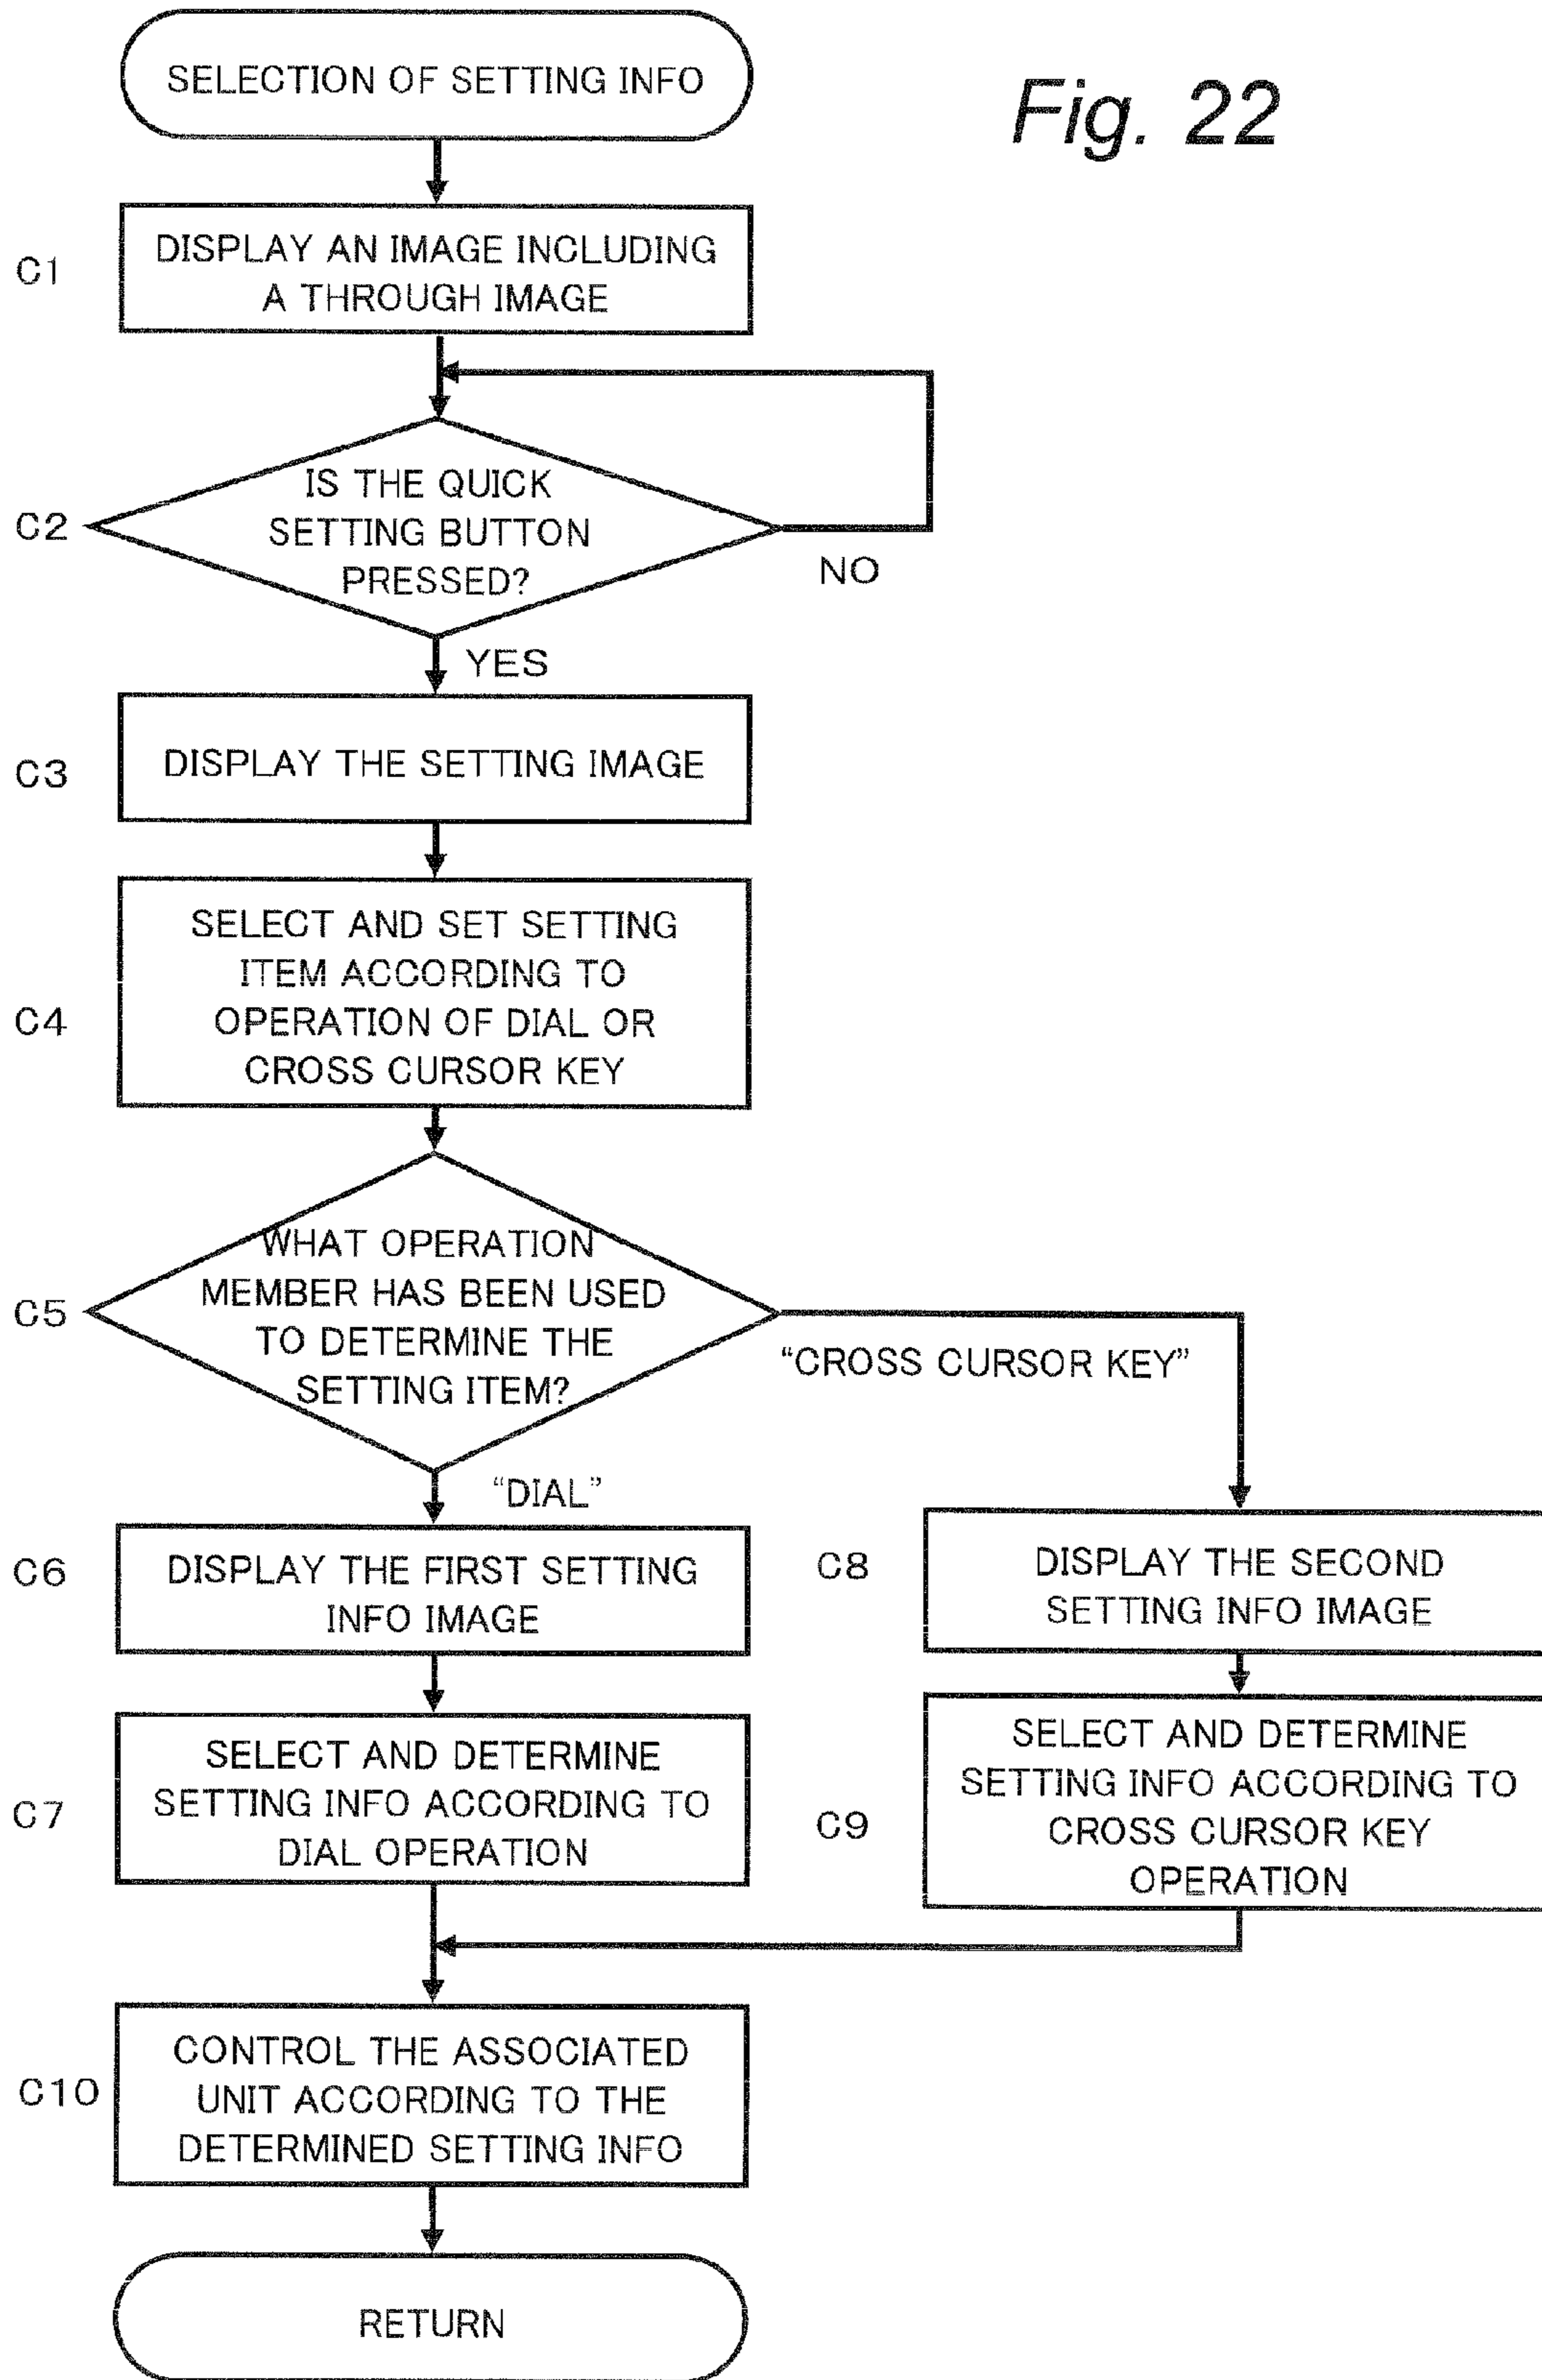 SELECTION OF SETTING INFO
Fig. 22
C1
DISPLAY AN IMAGE INCLUDING
A THROUGH IMAGE
C2
IS THE QUICK
SETTING BUTTON
PRESSED?
NO
YES
C3
DISPLAY THE SETTING IMAGE
C4
SELECT AND SET SETTING
ITEM ACCORDING TO
OPERATION OF DIAL OR
CROSS CURSOR KEY
C5
WHAT OPERATION
MEMBER HAS BEEN USED
TO DETERMINE THE
SETTING ITEM?
“CROSS CURSOR KEY”
“DIAL”
C6
DISPLAY THE FIRST SETTING
INFO IMAGE
C8
DISPLAY THE SECOND
SETTING INFO IMAGE
C7
SELECT AND DETERMINE
SETTING INFO ACCORDING TO
DIAL OPERATION
C9
SELECT AND DETERMINE
SETTING INFO ACCORDING TO
CROSS CURSOR KEY
OPERATION
C10
CONTROL THE ASSOCIATED
UNIT ACCORDING TO THE
DETERMINED SETTING INFO
RETURN